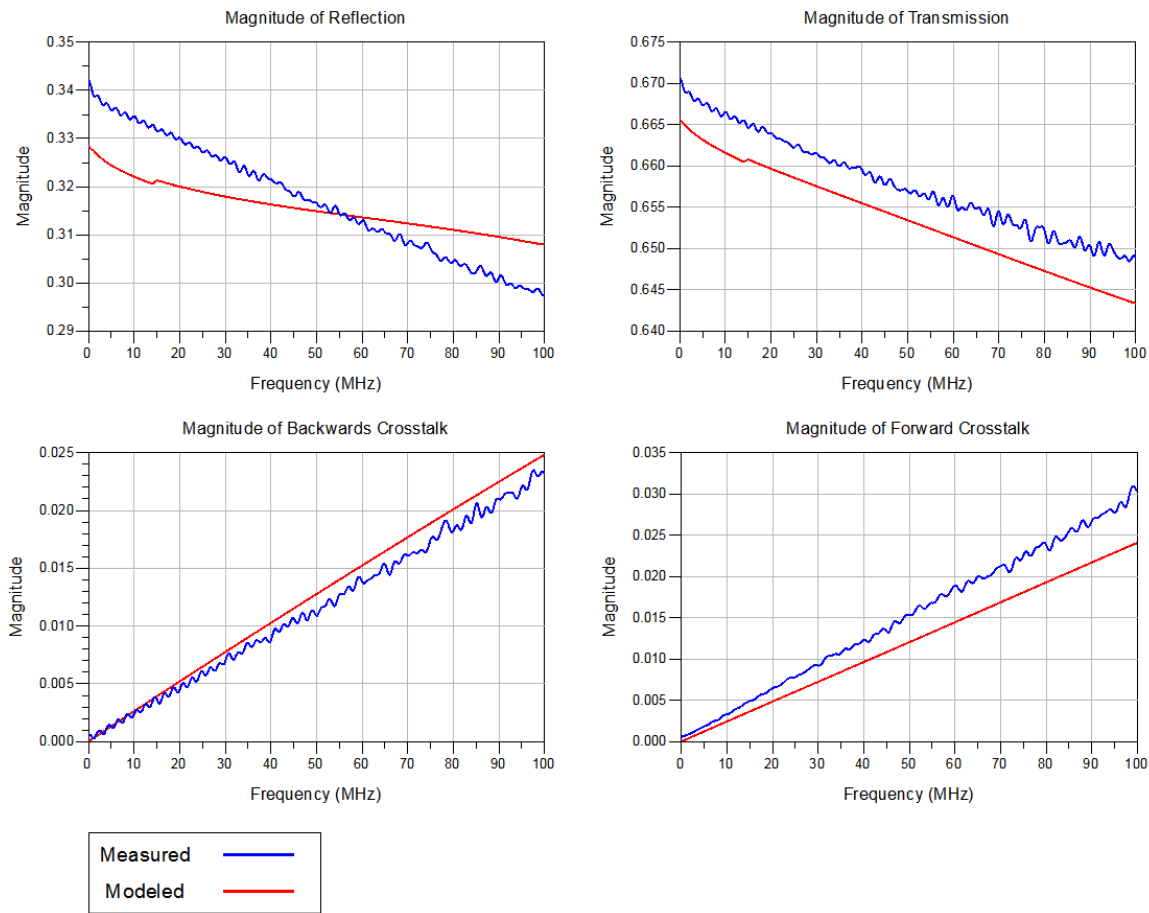 Magnitude of Reflection
0.35
0.34
0.33
0.32
0.31
0.30
0.29
Magnitude
0 10 20 30 40 50 60 70 80 90 100
Frequency (MHz)
Magnitude of Transmission
0.675
0.670
0.665
0.660
0.655
0.650
0.645
0.640
Magnitude
0 10 20 30 40 50 60 70 80 90 100
Frequency (MHz)
Magnitude of Backwards Crosstalk
0.025
0.020
0.015
0.010
0.005
0.000
Magnitude
0 10 20 30 40 50 60 70 80 90 100
Frequency (MHz)
Magnitude of Forward Crosstalk
0.035
0.030
0.025
0.020
0.015
0.010
0.005
0.000
Magnitude
0 10 20 30 40 50 60 70 80 90 100
Frequency (MHz)
Measured
Modeled